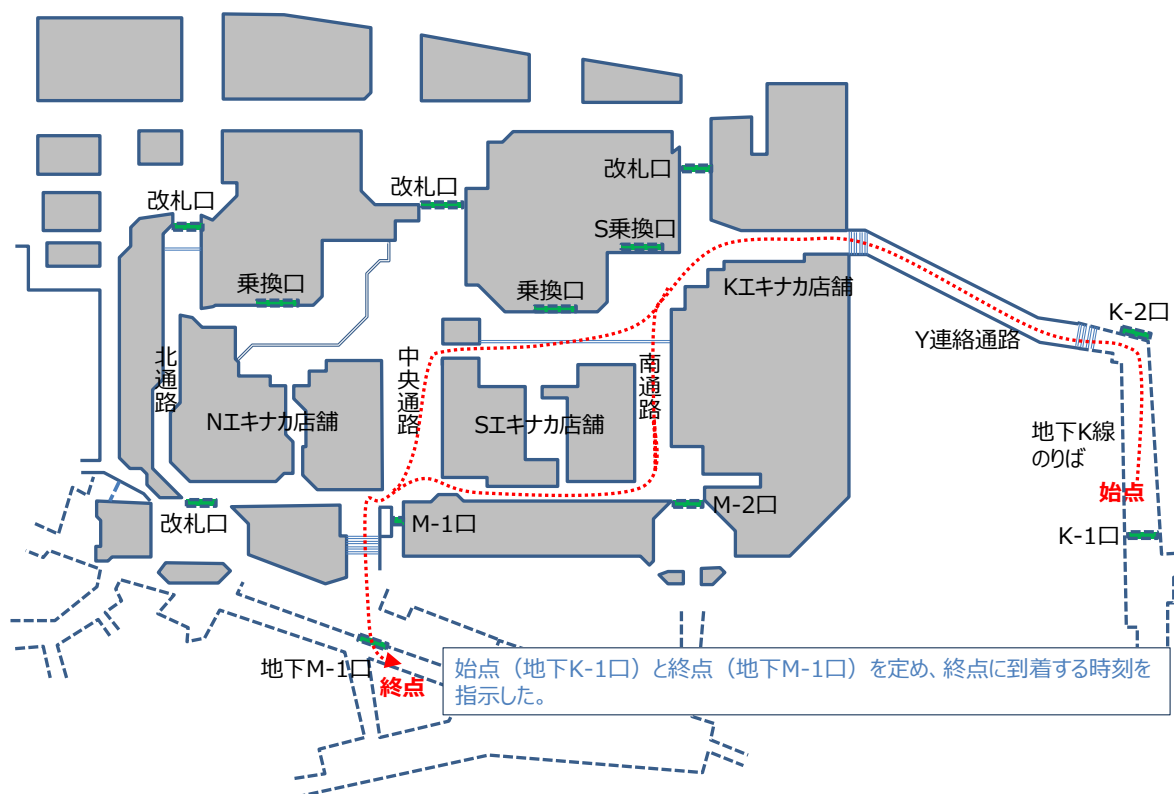 改札口
改札口
改札口
S乗換口
乗換口
乗換口
Kエキナカ店舗
K-2口
Y連絡通路
北通路
中央通路
南通路
Nエキナカ店舗
Sエキナカ店舗
地下K線
のりば
始点
K-1口
改札口
M-1口
M-2口
地下M-1口
終点
始点（地下K-1口）と終点（地下M-1口）を定め、終点に到着する時刻を
指示した。